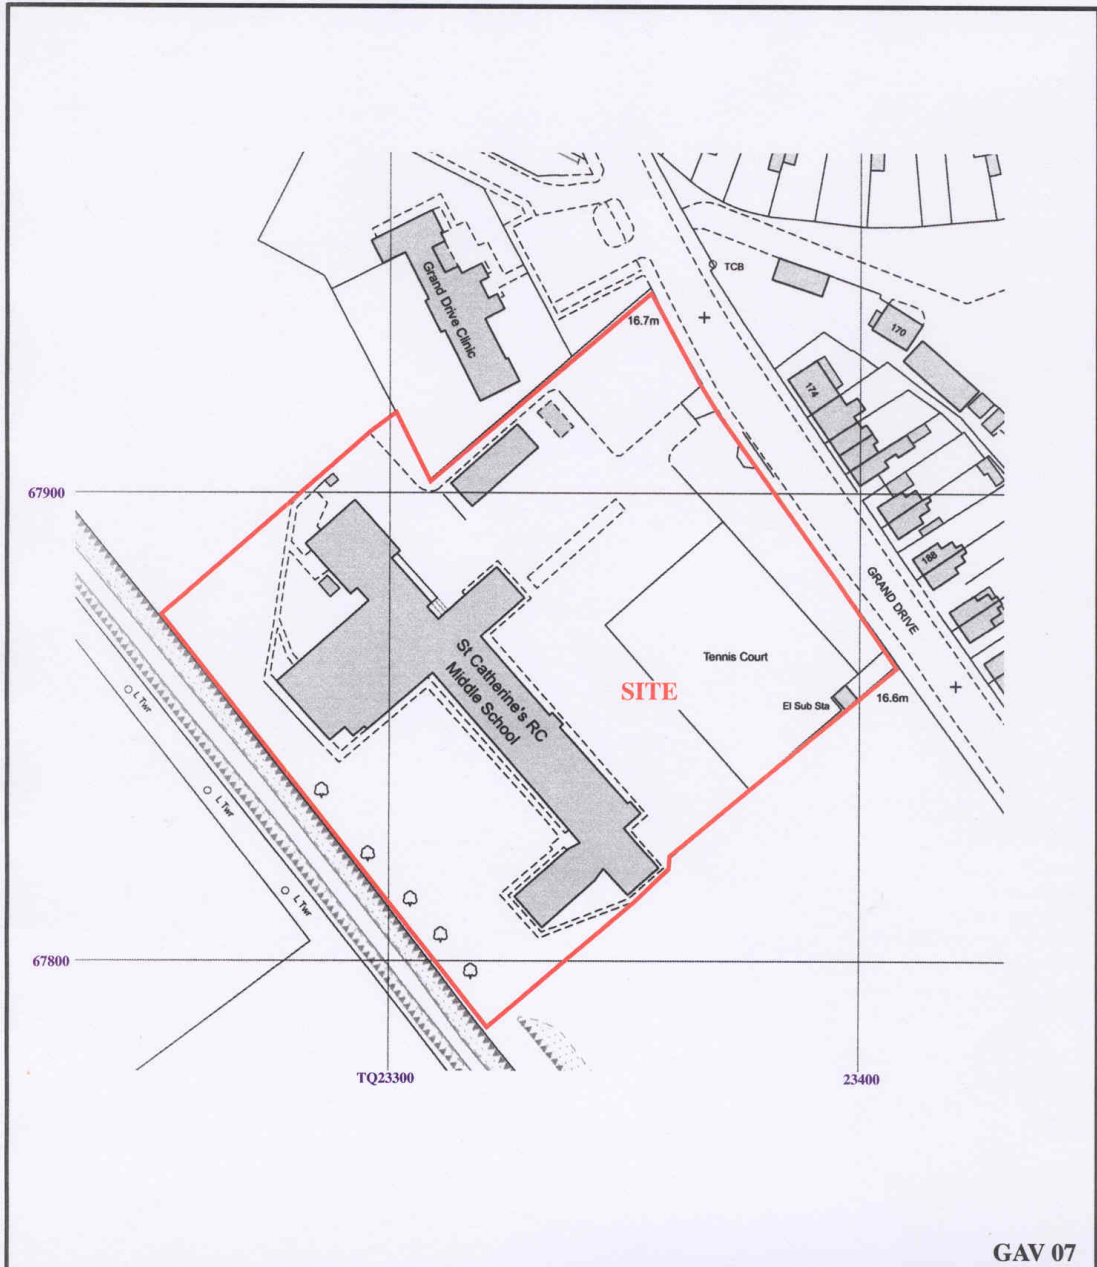 TCB
Grand Drive Clinic
16.7m
170
174
67900
188
GRAND DRIVE
St Catherine's RC
Middle School
Tennis Court
SITE
El Sub Sta
16.6m
L Twr
L Twr
L Twr
67800
TQ23300
23400
GAV 07